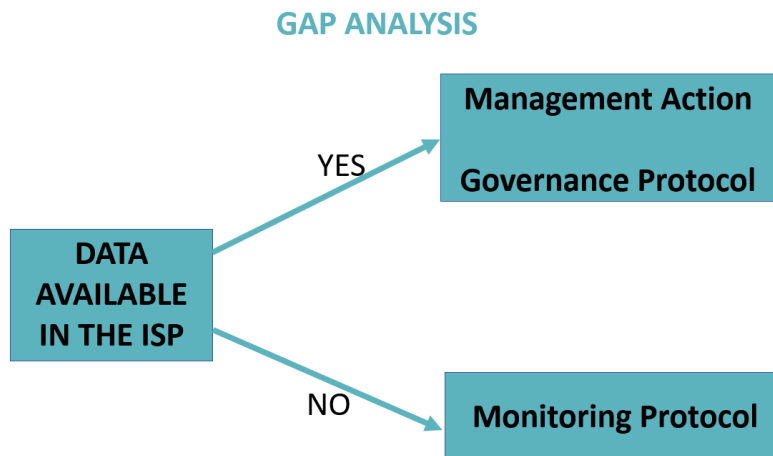 GAP ANALYSIS
Management Action
Governance Protocol
YES
DATA
AVAILABLE
IN THE ISP
NO
Monitoring Protocol